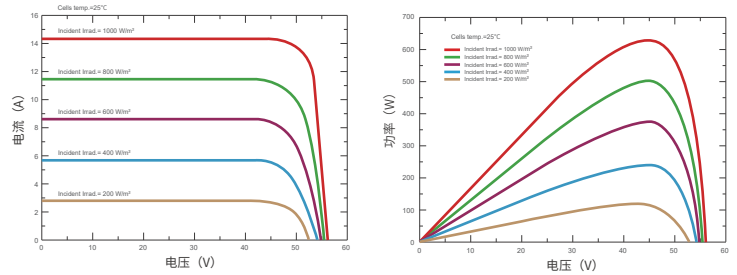 Cells temp.=25°C
16
Incident Irrad.= 1000 W/m²
14
12
Incident Irrad.= 800 W/m²
10
Incident Irrad.= 600 W/m²
8
6
Incident Irrad.= 400 W/m²
4
Incident Irrad.= 200 W/m²
2
0
0 10 20 30 40 50 60
电流（A）
电压（V）
700
600
500
400
300
200
100
0
Cells temp.=25°C
Incident Irrad.= 1000 W/m²
Incident Irrad.= 800 W/m²
Incident Irrad.= 600 W/m²
Incident Irrad.= 400 W/m²
Incident Irrad.= 200 W/m²
0 10 20 30 40 50 60
功率（W）
电压（V）